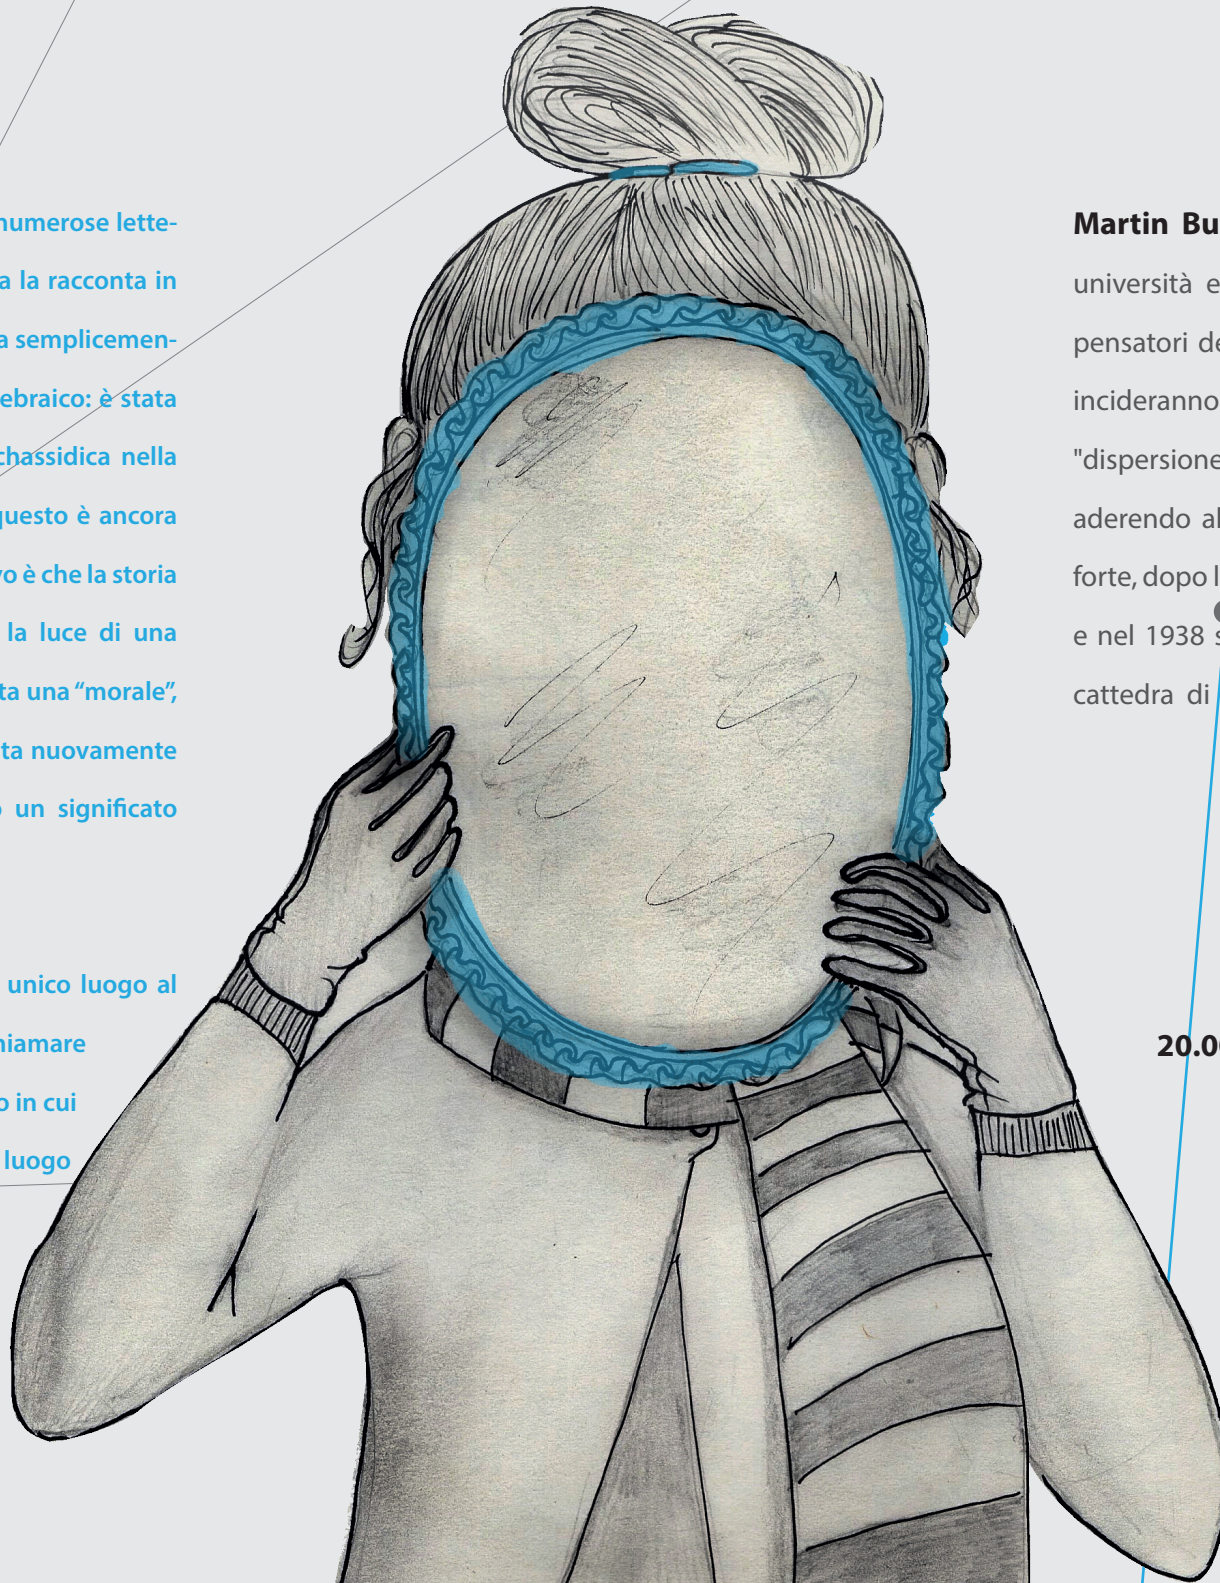 numerose lette-
a la racconta in
a semplicemen-
ebraico: è stata
chassidica nella
questo è ancora
vo è che la storia
la luce di una
ta una “morale”,
ta nuovamente
un significato
unico luogo al
hiamare
o in cui
luogo
Martin Bu
università e
pensatori de
incideranno
"dispersione
aderendo al
forte, dopo l
e nel 1938 s
cattedra di
20.00